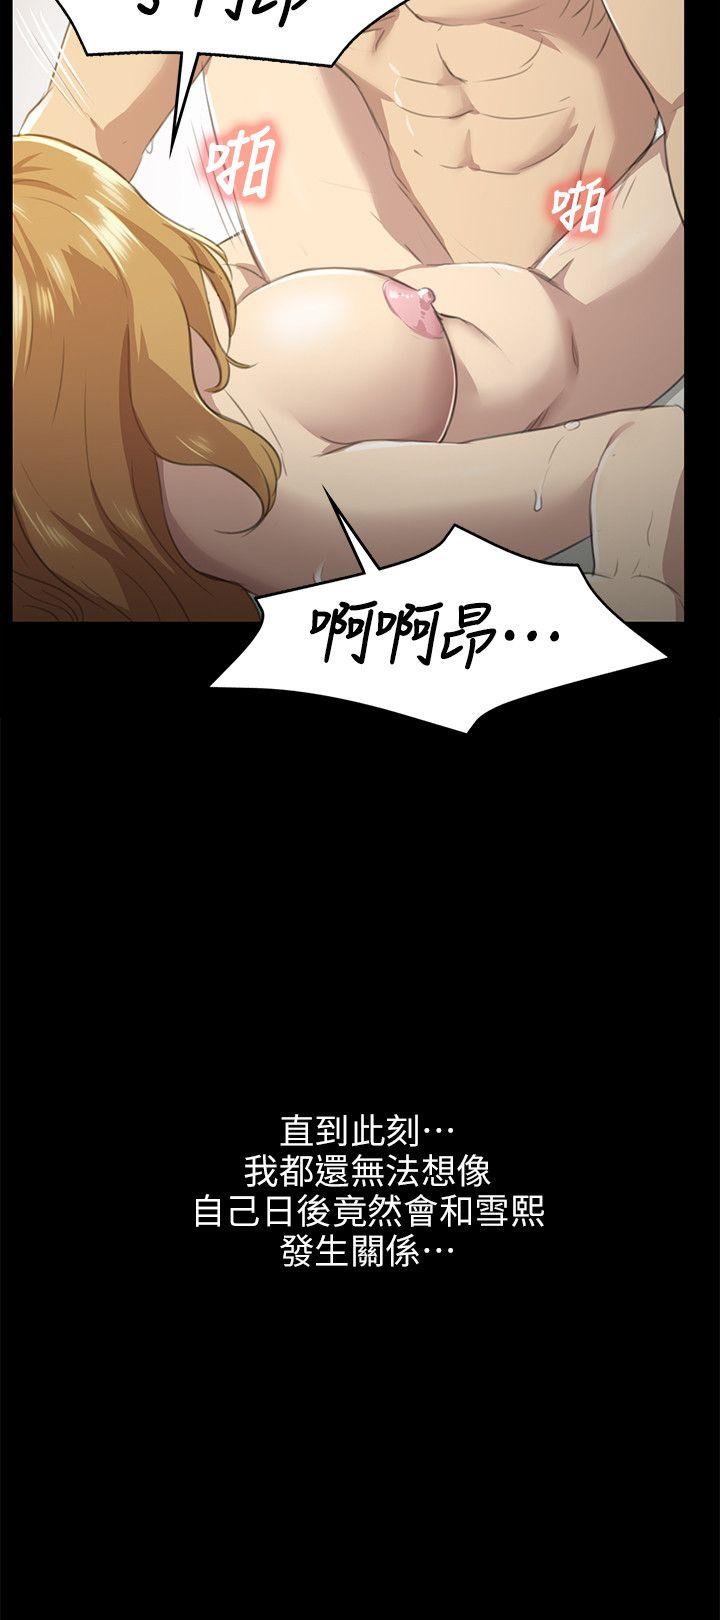 啪
啪
啊啊昂…
直到此刻…
我都還無法想像
自己日後竟然會和雪熙
發生關係…